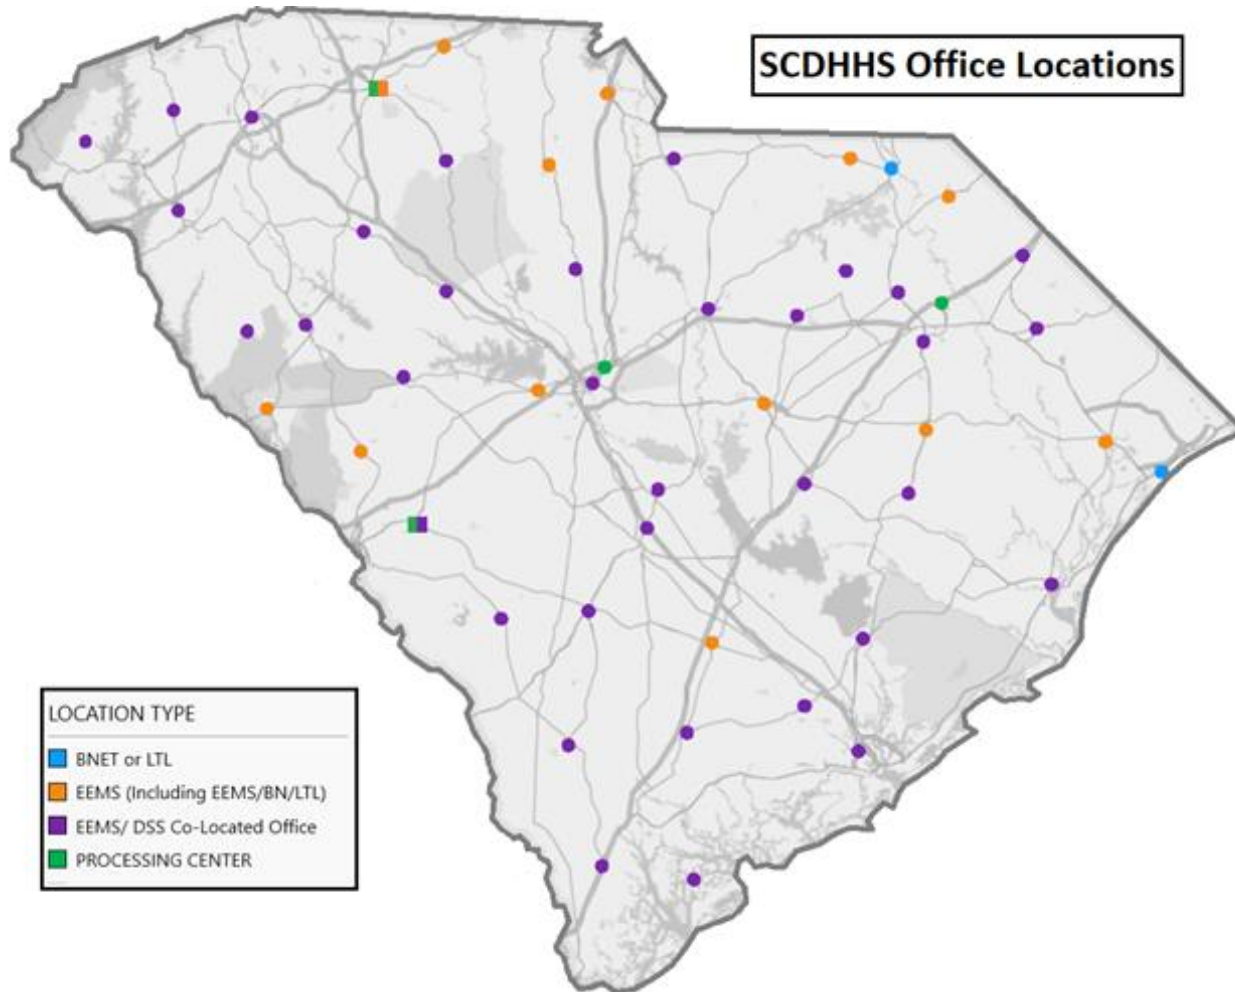 SCDHHS Office Locations
LOCATION TYPE
BNET or LTL
EEMS (Including EEMS/BN/LTL)
EEMS/ DSS Co-Located Office
PROCESSING CENTER